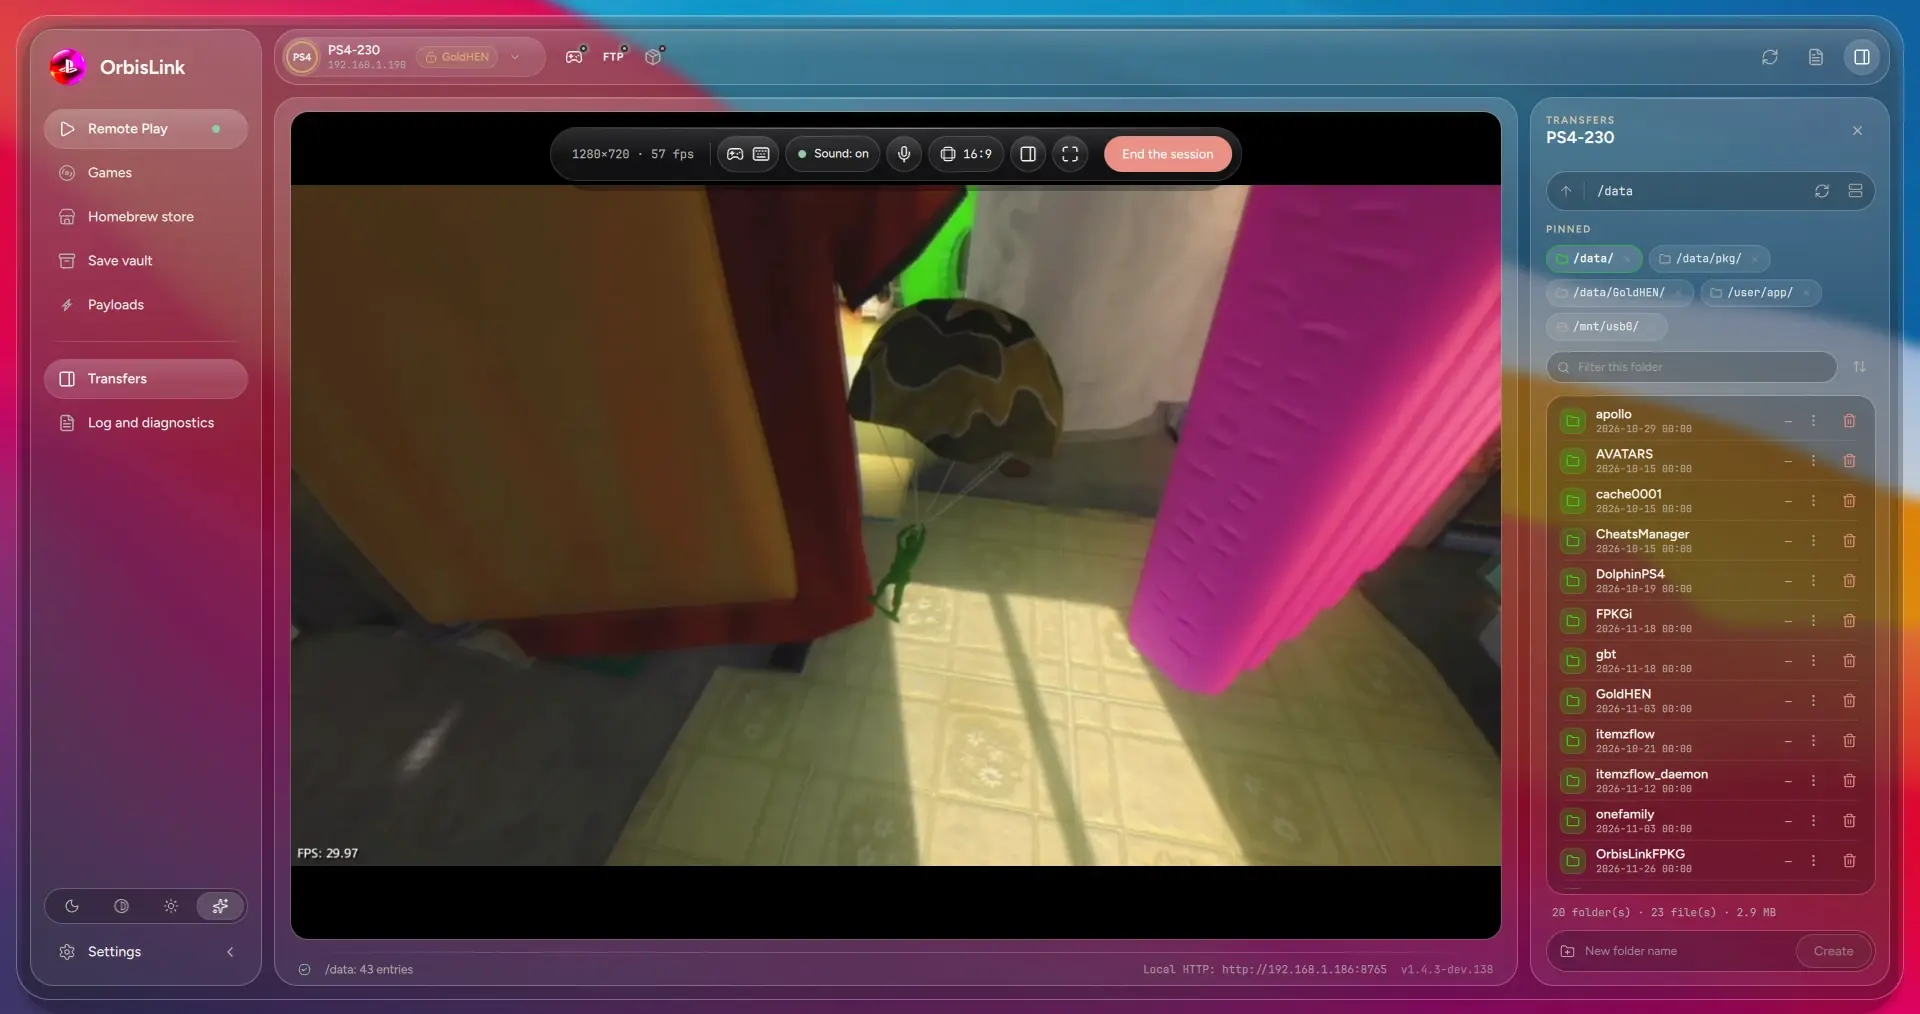 OrbisLink
Remote Play
Games
Homebrew store
Save vault
Payloads
Transfers
Log and diagnostics
Settings
PS4
PS4-230
192.168.1.190
GoldHEN
FTP
1280×720 · 57 fps
Sound: on
16:9
End the session
FPS: 29.97
/data: 43 entries
Local HTTP: http://192.168.1.186:8765 v1.4.3-dev.138
TRANSFERS
PS4-230
/data
PINNED
/data/
/data/pkg/
/data/GoldHEN/
/user/app/
/mnt/usb0/
Filter this folder
apollo
2026-10-29 00:00
AVATARS
2026-10-15 00:00
cache0001
2026-10-15 00:00
CheatsManager
2026-10-15 00:00
DolphinPS4
2026-10-19 00:00
FPKGi
2026-11-18 00:00
gbt
2026-11-18 00:00
GoldHEN
2026-11-03 00:00
itemzflow
2026-10-21 00:00
itemzflow_daemon
2026-11-12 00:00
onefamily
2026-11-03 00:00
OrbisLinkFPKG
2026-11-26 00:00
20 folder(s) · 23 file(s) · 2.9 MB
New folder name
Create